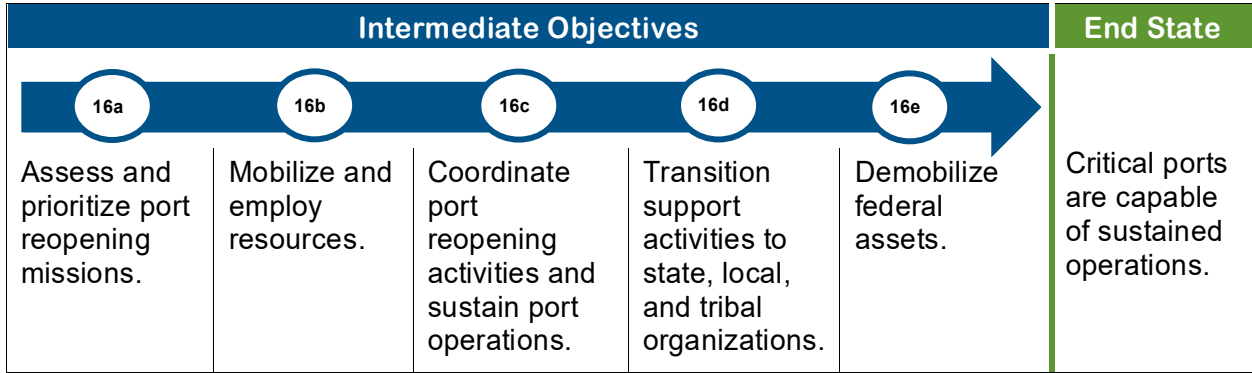 Intermediate Objectives
End State
16a
16b
16c
16d
16e
Assess and
prioritize port
reopening
missions.
Mobilize and
employ
resources.
Coordinate
port
reopening
activities and
sustain port
operations.
Transition
support
activities to
state, local,
and tribal
organizations.
Demobilize
federal
assets.
Critical ports
are capable
of sustained
operations.